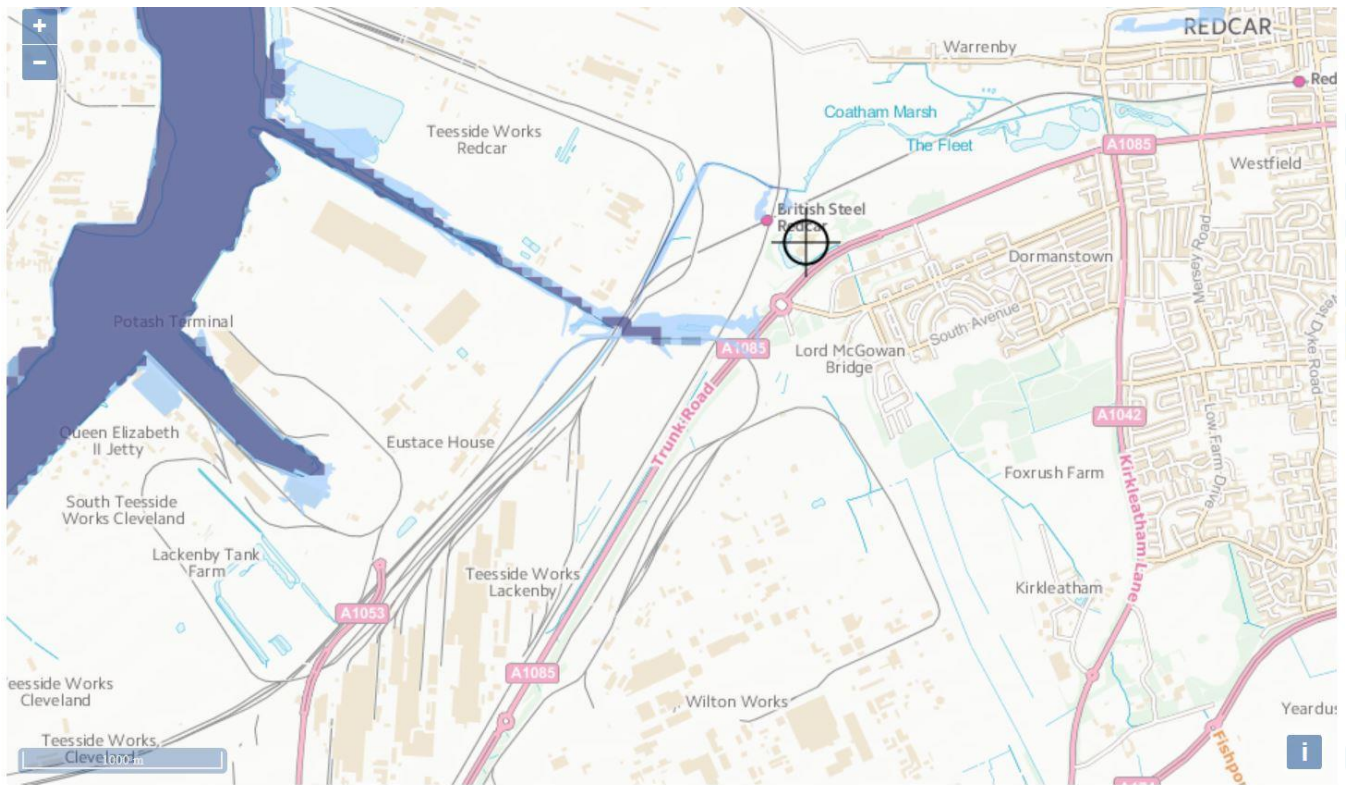 +
−
REDCAR
Warrenby
Red
Coatham Marsh
Teesside Works
Redcar
The Fleet
A1085
Westfield
British Steel
Redcar
Mersey Road
Dormanstown
West Dyke Road
Potash Terminal
South Avenue
A1085
Lord McGowan
Bridge
Trunk Road
A1042
Low Farm Drive
Queen Elizabeth
II Jetty
Eustace House
Foxrush Farm
Kirkleatham Lane
South Teesside
Works Cleveland
Lackenby Tank
Farm
Teesside Works
Lackenby
Kirkleatham
A1053
A1085
eesside Works
Cleveland
Wilton Works
Yeardus
Teesside Works,
Cleveland
1000 m
i
Fishpo